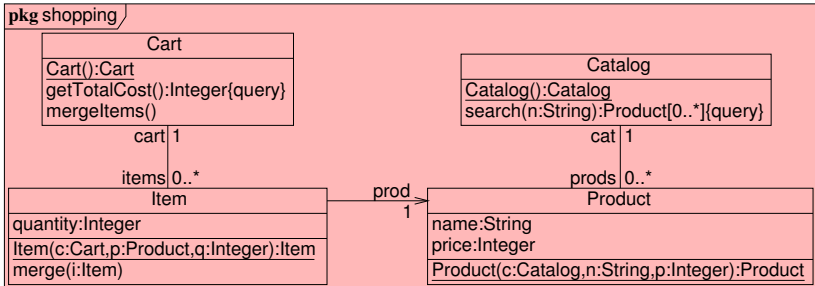 pkg shopping
Cart
Cart():Cart
getTotalCost():Integer{query}
mergeItems()
Catalog
Catalog():Catalog
search(n:String):Product[0..*]{query}
cart 1
items 0..*
cat 1
prods 0..*
Item
quantity:Integer
Item(c:Cart,p:Product,q:Integer):Item
merge(i:Item)
prod
1
Product
name:String
price:Integer
Product(c:Catalog,n:String,p:Integer):Product